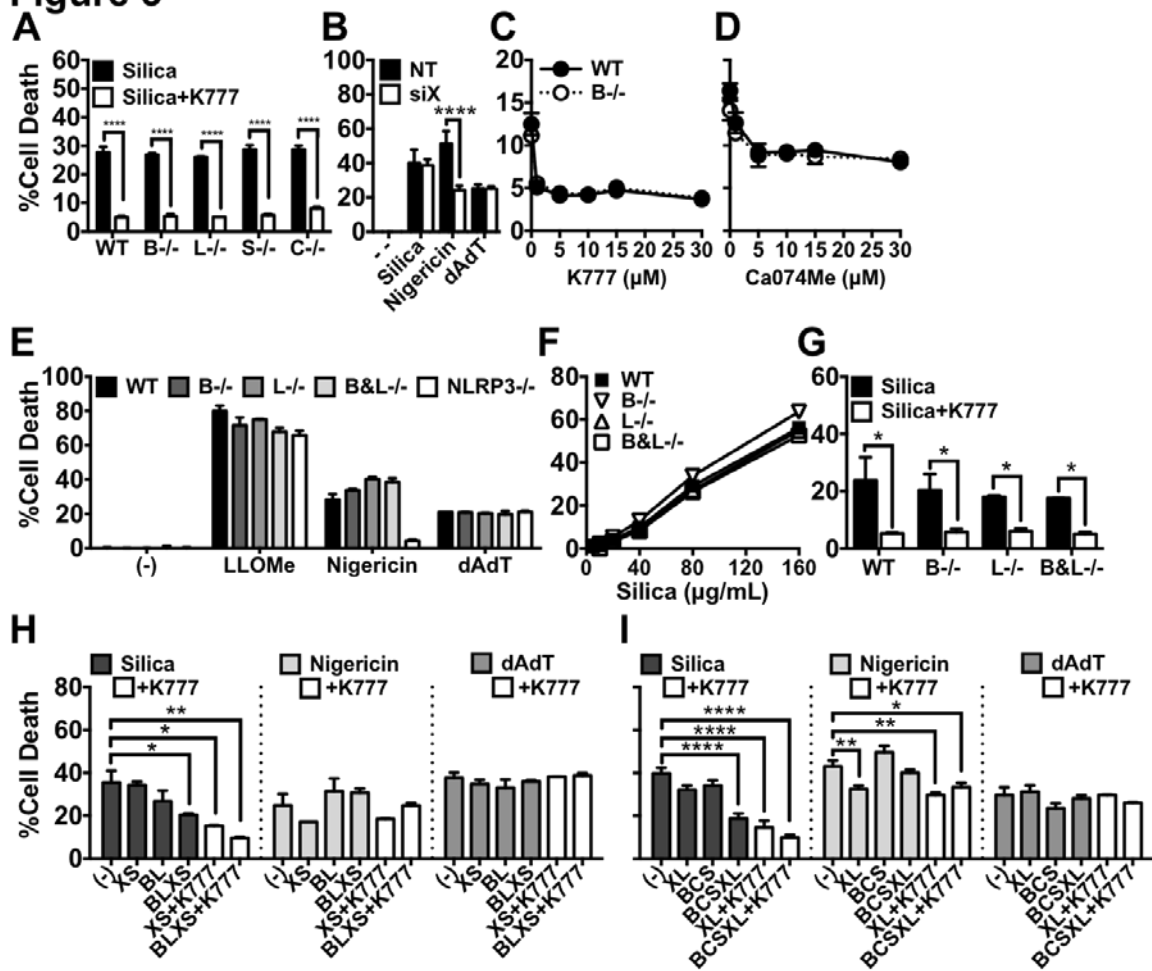 A
B
C
D
60
50
40
30
20
10
0
%Cell Death
Silica
Silica+K777
****
****
****
****
****
WT B-/- L-/- S-/- C-/-
100
80
60
40
20
0
NT
siX
****
- -
Silica
Nigericin
dAdT
20
15
10
5
0
WT
B-/-
0 5 10 15 20 25 30
K777 (µM)
0 5 10 15 20 25 30
Ca074Me (µM)
E
F
G
100
80
60
40
20
0
%Cell Death
WT B-/- L-/- B&L-/- NLRP3-/-
(-) LLOMe Nigericin dAdT
80
60
40
20
0
WT
B-/-
L-/-
B&L-/-
0 40 80 120 160
Silica (µg/mL)
60
40
20
0
Silica
Silica+K777
* * * *
WT B-/- L-/- B&L-/-
H
I
80
60
40
20
0
%Cell Death
Silica
+K777
Nigericin
+K777
dAdT
+K777
**
*
*
(-)
XS
BL
BLXS
XS+K777
BLXS+K777
(-)
XS
BL
BLXS
XS+K777
BLXS+K777
(-)
XS
BL
BLXS
XS+K777
BLXS+K777
Silica
+K777
Nigericin
+K777
dAdT
+K777
****
****
****
*
**
**
(-)
XL
BCS
BCSXL
XL+K777
BCSXL+K777
(-)
XL
BCS
BCSXL
XL+K777
BCSXL+K777
(-)
XL
BCS
BCSXL
XL+K777
BCSXL+K777